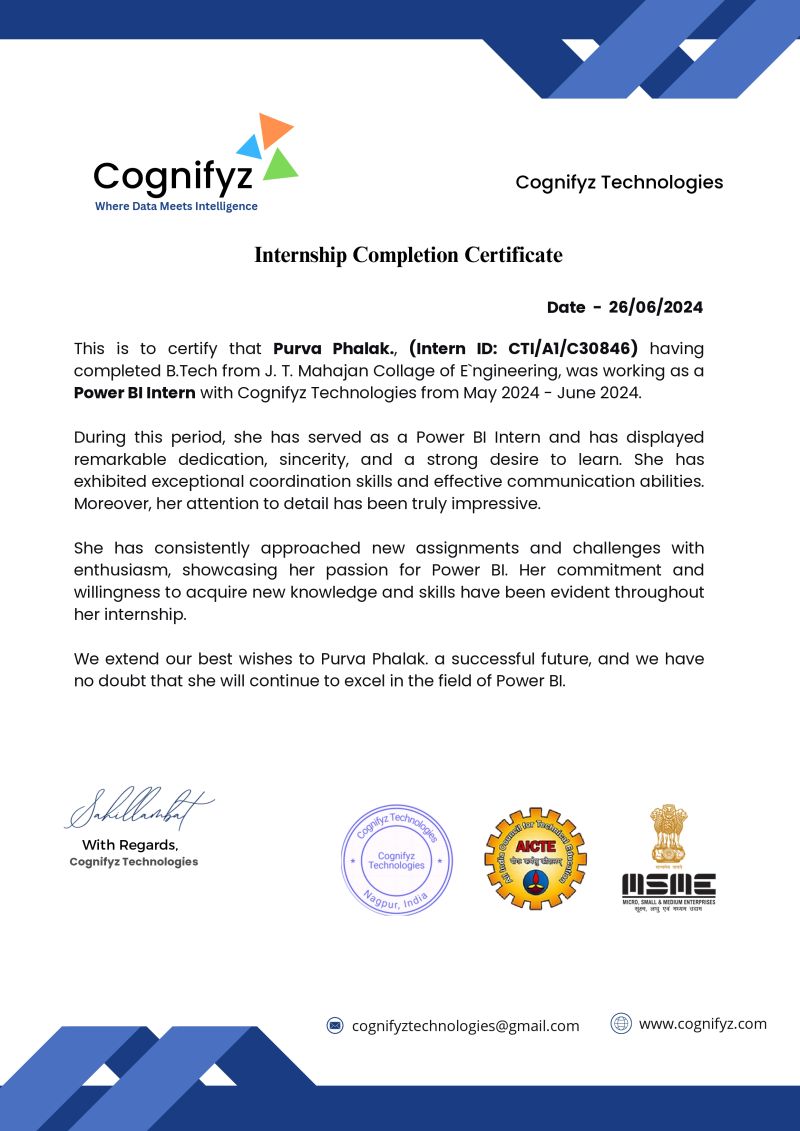 Cognifyz
Where Data Meets Intelligence
Cognifyz Technologies
Internship Completion Certificate
Date - 26/06/2024
This is to certify that Purva Phalak., (Intern ID: CTI/A1/C30846) having
completed B.Tech from J. T. Mahajan Collage of E`ngineering, was working as a
Power BI Intern with Cognifyz Technologies from May 2024 - June 2024.
During this period, she has served as a Power BI Intern and has displayed
remarkable dedication, sincerity, and a strong desire to learn. She has
exhibited exceptional coordination skills and effective communication abilities.
Moreover, her attention to detail has been truly impressive.
She has consistently approached new assignments and challenges with
enthusiasm, showcasing her passion for Power BI. Her commitment and
willingness to acquire new knowledge and skills have been evident throughout
her internship.
We extend our best wishes to Purva Phalak. a successful future, and we have
no doubt that she will continue to excel in the field of Power BI.
Sahillambat
With Regards,
Cognifyz Technologies
Cognifyz Technologies
Cognifyz
Technologies
Nagpur, India
All India Council for Technical Education
AICTE
सत्यमेव जयते
MSME
MICRO, SMALL & MEDIUM ENTERPRISES
सूक्ष्म, लघु एवं मध्यम उद्यम
cognifyztechnologies@gmail.com
www.cognifyz.com